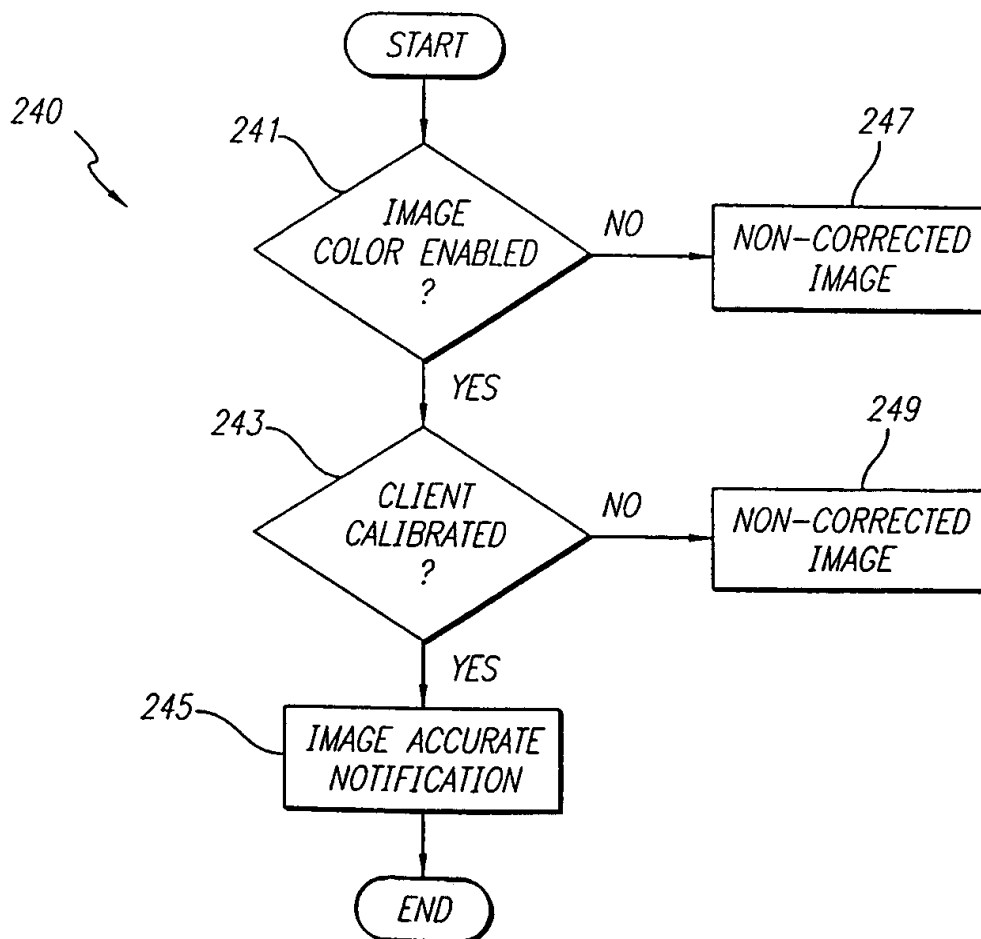 START
240
241
247
IMAGE
COLOR ENABLED
?
NO
NON-CORRECTED
IMAGE
YES
243
249
CLIENT
CALIBRATED
?
NO
NON-CORRECTED
IMAGE
YES
245
IMAGE ACCURATE
NOTIFICATION
END